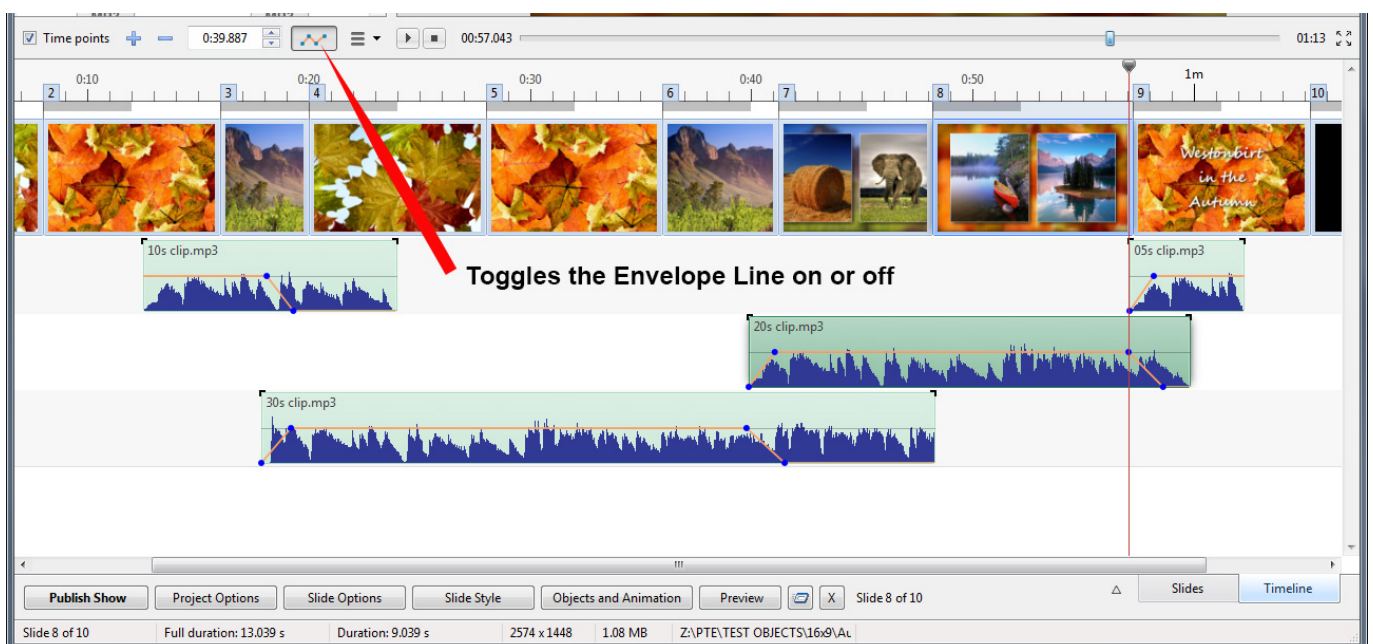 Time points 0:39.887 00:57.043 01:13
0:10 0:20 0:30 0:40 0:50 1m
2 3 4 5 6 7 8 9 10
Westonbirt
in the
Autumn
10s clip.mp3 05s clip.mp3
Toggles the Envelope Line on or off
20s clip.mp3
30s clip.mp3
Publish Show Project Options Slide Options Slide Style Objects and Animation Preview X Slide 8 of 10 Slides Timeline
Slide 8 of 10 Full duration: 13.039 s Duration: 9.039 s 2574 x 1448 1.08 MB Z:\PTE\TEST OBJECTS\16x9\Au